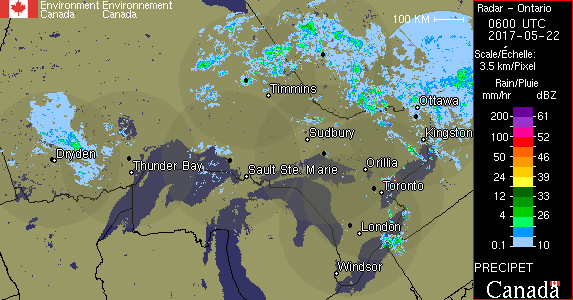 Environment Environnement
Canada Canada
100 KM
Timmins
Ottawa
Sudbury
Kingston
Dryden
Thunder Bay
Sault Ste. Marie
Orillia
Toronto
London
Windsor
Radar - Ontario
0600 UTC
2017-05-22
Scale/Échelle:
3.5 km/Pixel
Rain/Pluie
mm/hr dBZ
200 61
100 52
50 46
24 39
12 33
4 26
0.1 10
PRECIPET
Canada